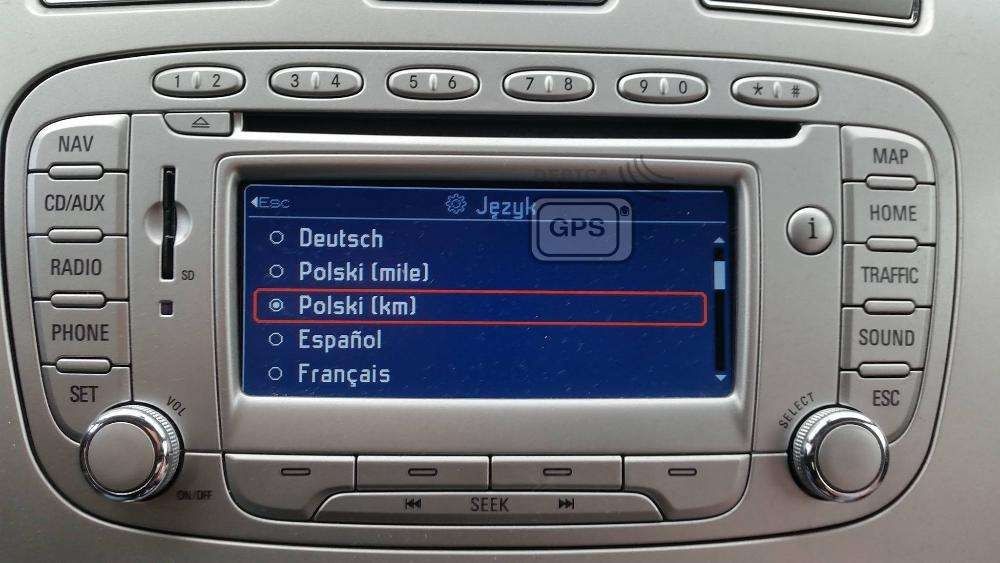 1 2
3 4
5 6
7 8
9 0
* #
NAV
CD/AUX
RADIO
PHONE
SET
SD
VOL
ON/OFF
DERTCA
GPS
Esc
Język
Deutsch
Polski (mile)
Polski (km)
Español
Français
i
MAP
HOME
TRAFFIC
SOUND
ESC
SELECT
SEEK